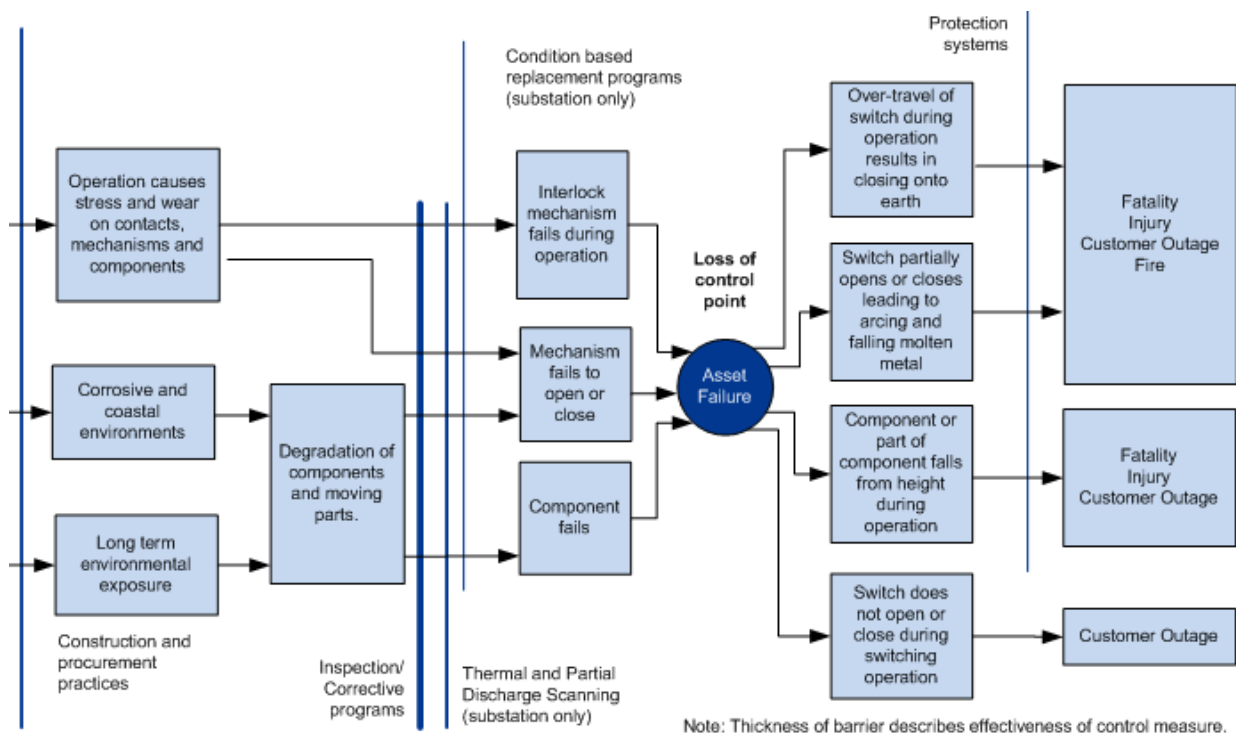 Protection
systems
Condition based
replacement programs
(substation only)
Operation causes
stress and wear
on contacts,
mechanisms and
components
Interlock
mechanism
fails during
operation
Loss of
control
point
Over-travel of
switch during
operation
results in
closing onto
earth
Fatality
Injury
Customer Outage
Fire
Switch partially
opens or closes
leading to
arcing and
falling molten
metal
Corrosive and
coastal
environments
Mechanism
fails to
open or
close
Asset
Failure
Degradation of
components
and moving
parts.
Component or
part of
component falls
from height
during
operation
Fatality
Injury
Customer Outage
Component
fails
Long term
environmental
exposure
Switch does
not open or
close during
switching
operation
Customer Outage
Construction and
procurement
practices
Inspection/
Corrective
programs
Thermal and Partial
Discharge Scanning
(substation only)
Note: Thickness of barrier describes effectiveness of control measure.